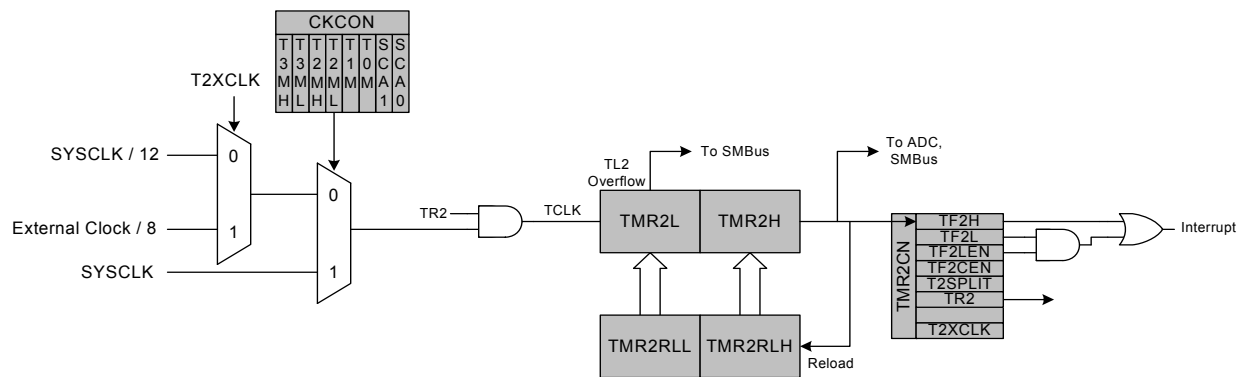 CKCON
T3MH
T3ML
T2MH
T2ML
T1M
T0M
SCA1
SCA0
T2XCLK
SYSCLK / 12
0
External Clock / 8
1
SYSCLK
0
1
TR2
TCLK
TL2
Overflow
To SMBus
To ADC,
SMBus
TMR2L
TMR2H
TMR2RLL
TMR2RLH
Reload
TMR2CN
TF2H
TF2L
TF2LEN
TF2CEN
T2SPLIT
TR2
T2XCLK
Interrupt